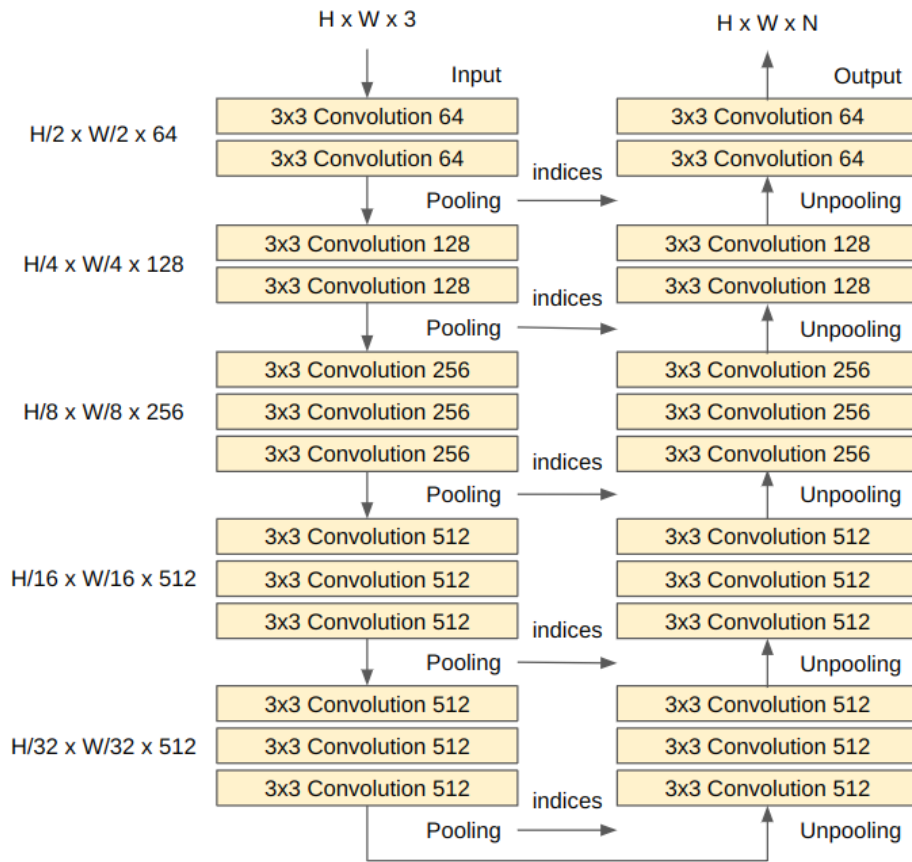 H x W x 3
Input
H/2 x W/2 x 64
3x3 Convolution 64
3x3 Convolution 64
Pooling
indices
H/4 x W/4 x 128
3x3 Convolution 128
3x3 Convolution 128
Pooling
indices
H/8 x W/8 x 256
3x3 Convolution 256
3x3 Convolution 256
3x3 Convolution 256
Pooling
indices
H/16 x W/16 x 512
3x3 Convolution 512
3x3 Convolution 512
3x3 Convolution 512
Pooling
indices
H/32 x W/32 x 512
3x3 Convolution 512
3x3 Convolution 512
3x3 Convolution 512
Pooling
indices
H x W x N
Output
3x3 Convolution 64
3x3 Convolution 64
Unpooling
3x3 Convolution 128
3x3 Convolution 128
Unpooling
3x3 Convolution 256
3x3 Convolution 256
3x3 Convolution 256
Unpooling
3x3 Convolution 512
3x3 Convolution 512
3x3 Convolution 512
Unpooling
3x3 Convolution 512
3x3 Convolution 512
3x3 Convolution 512
Unpooling